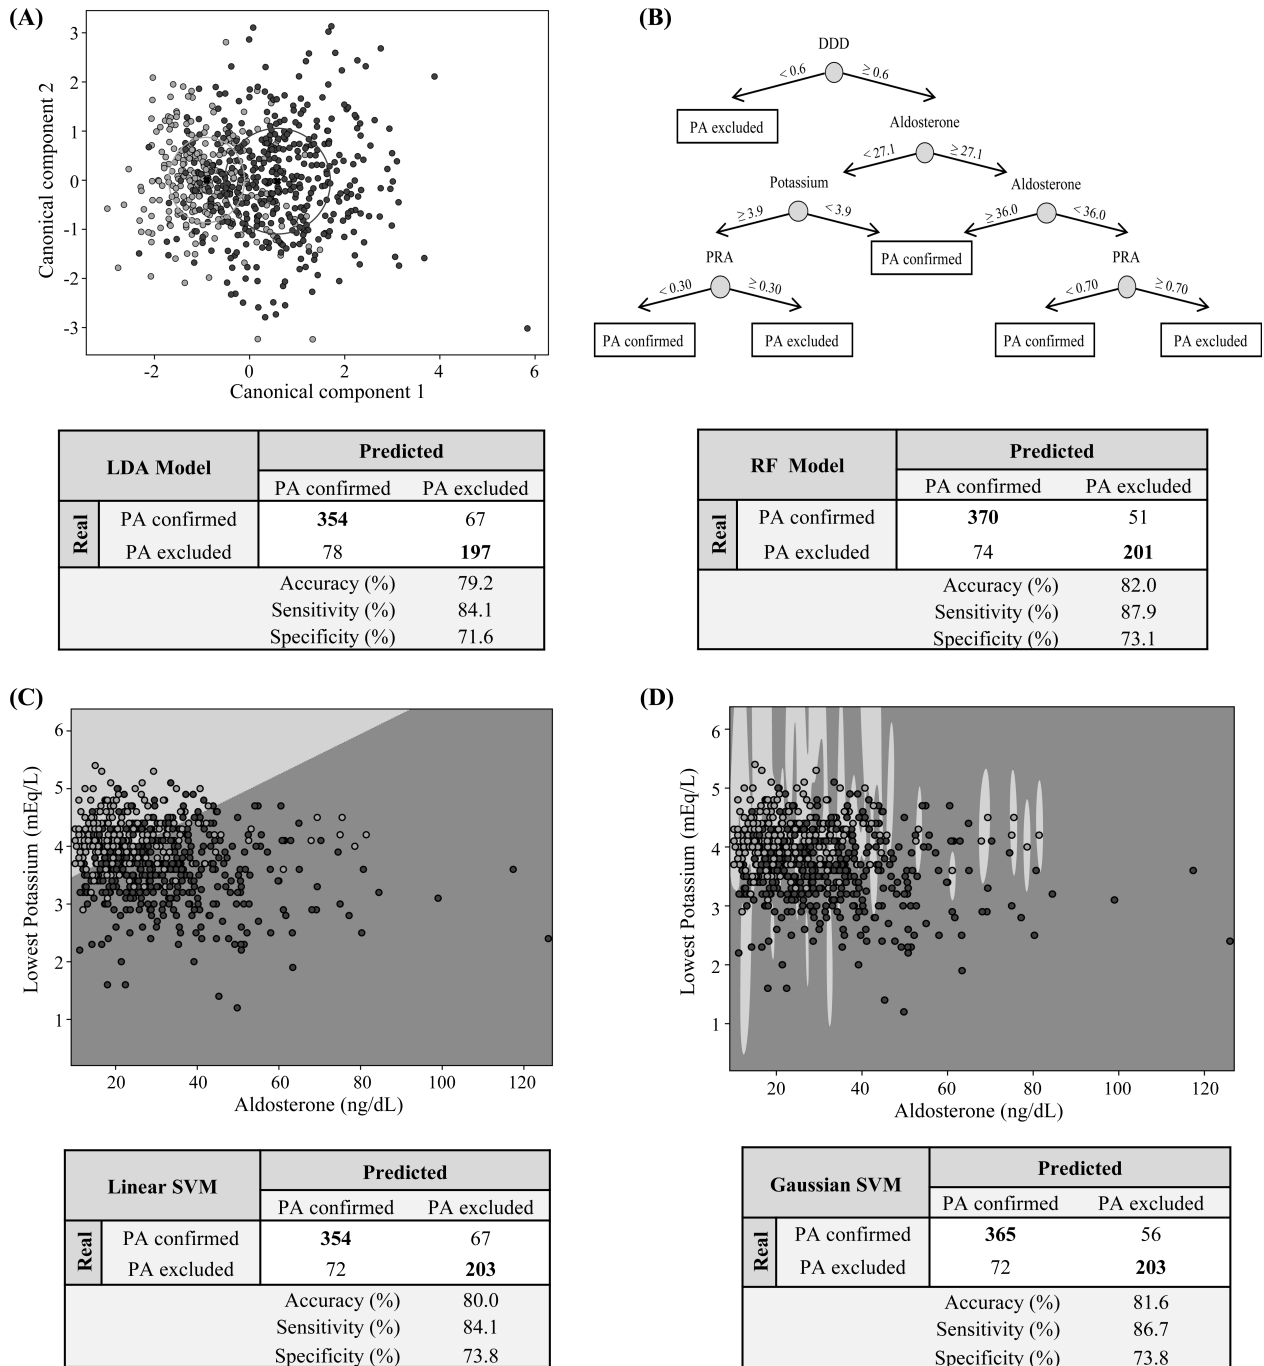 (A)
Canonical component 2
3
2
1
0
-1
-2
-3
-2 0 2 4 6
Canonical component 1
(B)
DDD
< 0.6 ≥ 0.6
PA excluded
Aldosterone
< 27.1 ≥ 27.1
Potassium Aldosterone
≥ 3.9 < 3.9 ≥ 36.0 < 36.0
PRA PA confirmed PRA
< 0.30 ≥ 0.30 < 0.70 ≥ 0.70
PA confirmed PA excluded PA confirmed PA excluded
LDA Model Predicted
PA confirmed PA excluded
Real PA confirmed 354 67
PA excluded 78 197
Accuracy (%) 79.2
Sensitivity (%) 84.1
Specificity (%) 71.6
RF Model Predicted
PA confirmed PA excluded
Real PA confirmed 370 51
PA excluded 74 201
Accuracy (%) 82.0
Sensitivity (%) 87.9
Specificity (%) 73.1
(C)
Lowest Potassium (mEq/L)
6
5
4
3
2
1
20 40 60 80 100 120
Aldosterone (ng/dL)
(D)
Lowest Potassium (mEq/L)
6
5
4
3
2
1
20 40 60 80 100 120
Aldosterone (ng/dL)
Linear SVM Predicted
PA confirmed PA excluded
Real PA confirmed 354 67
PA excluded 72 203
Accuracy (%) 80.0
Sensitivity (%) 84.1
Specificity (%) 73.8
Gaussian SVM Predicted
PA confirmed PA excluded
Real PA confirmed 365 56
PA excluded 72 203
Accuracy (%) 81.6
Sensitivity (%) 86.7
Specificity (%) 73.8